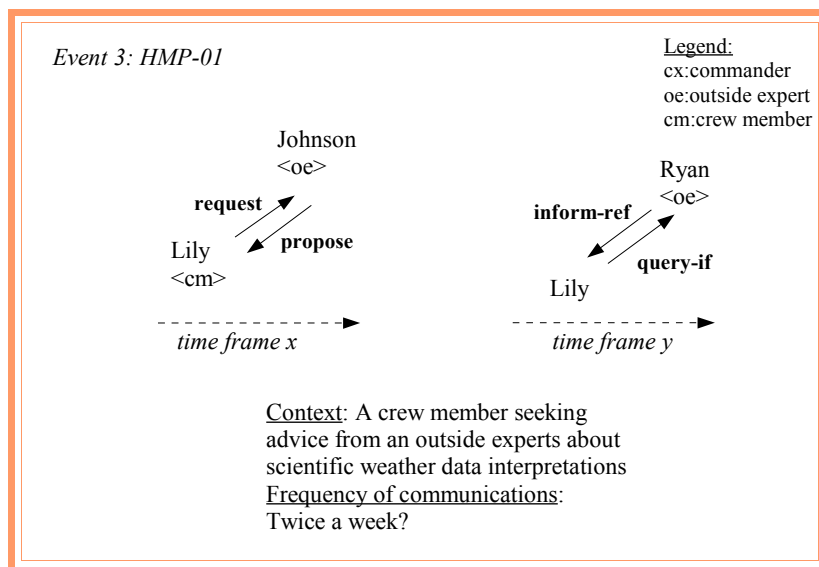 Event 3: HMP-01
Legend:
cx:commander
oe:outside expert
cm:crew member
Johnson
<oe>
request
propose
Lily
<cm>
time frame x
Ryan
<oe>
inform-ref
query-if
Lily
time frame y
Context: A crew member seeking
advice from an outside experts about
scientific weather data interpretations
Frequency of communications:
Twice a week?